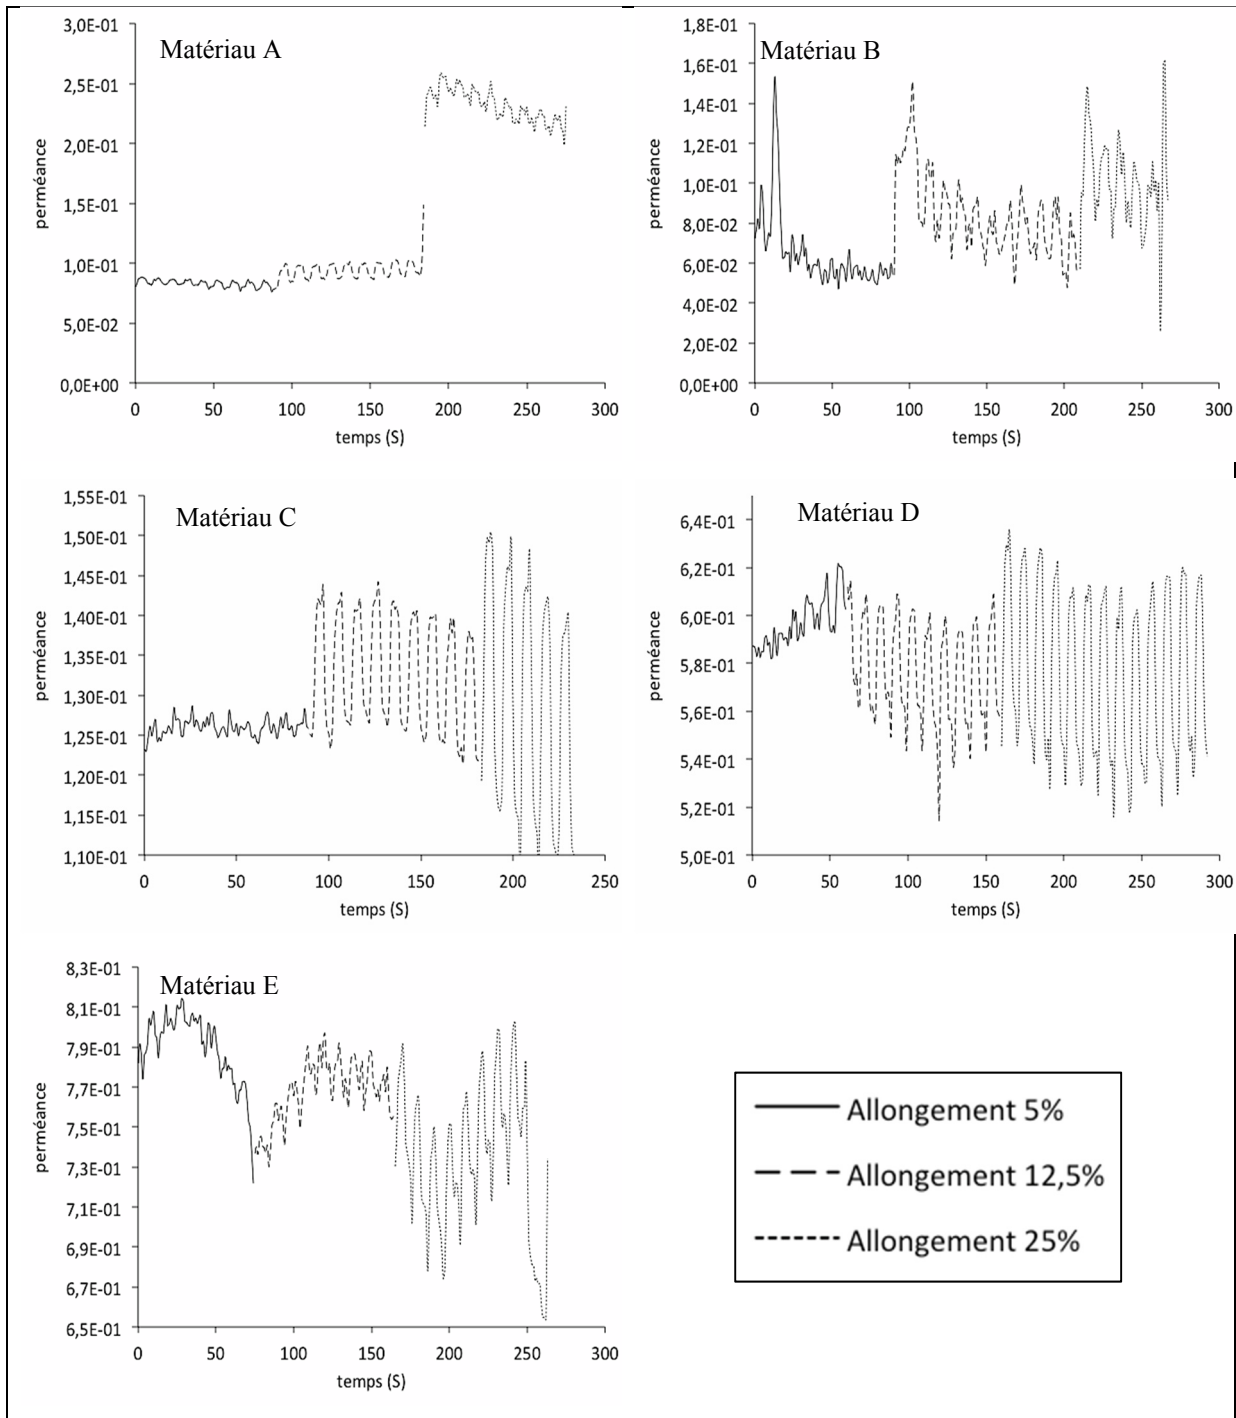 Matériau A
perméance
3,0E-01
2,5E-01
2,0E-01
1,5E-01
1,0E-01
5,0E-02
0,0E+00
0 50 100 150 200 250 300
temps (S)
Matériau B
perméance
1,8E-01
1,6E-01
1,4E-01
1,2E-01
1,0E-01
8,0E-02
6,0E-02
4,0E-02
2,0E-02
0,0E+00
0 50 100 150 200 250 300
temps (S)
Matériau C
perméance
1,55E-01
1,50E-01
1,45E-01
1,40E-01
1,35E-01
1,30E-01
1,25E-01
1,20E-01
1,15E-01
1,10E-01
0 50 100 150 200 250
temps (S)
Matériau D
perméance
6,4E-01
6,2E-01
6,0E-01
5,8E-01
5,6E-01
5,4E-01
5,2E-01
5,0E-01
0 50 100 150 200 250 300
temps (S)
Matériau E
perméance
8,3E-01
8,1E-01
7,9E-01
7,7E-01
7,5E-01
7,3E-01
7,1E-01
6,9E-01
6,7E-01
6,5E-01
0 50 100 150 200 250 300
temps (S)
Allongement 5%
Allongement 12,5%
Allongement 25%